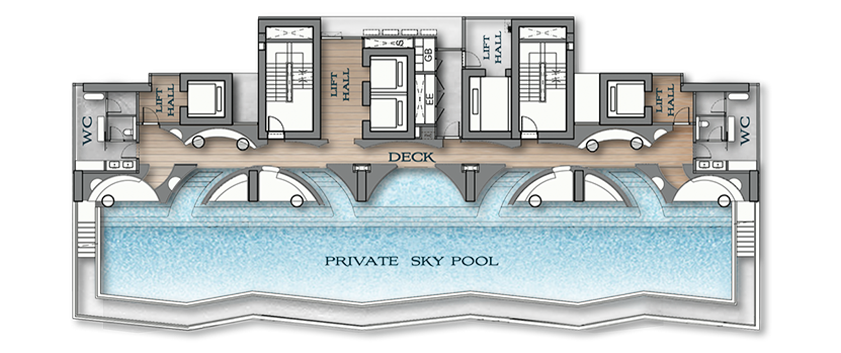 S
GB
EE
LIFT
HALL
LIFT
HALL
LIFT
HALL
LIFT
HALL
WC
WC
DECK
PRIVATE SKY POOL